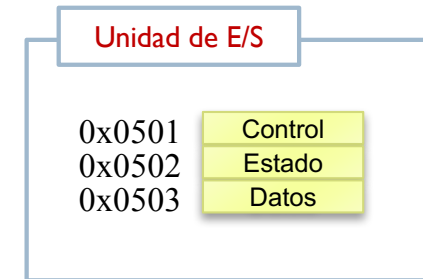 Unidad de E/S
0x0501 Control
0x0502 Estado
0x0503 Datos